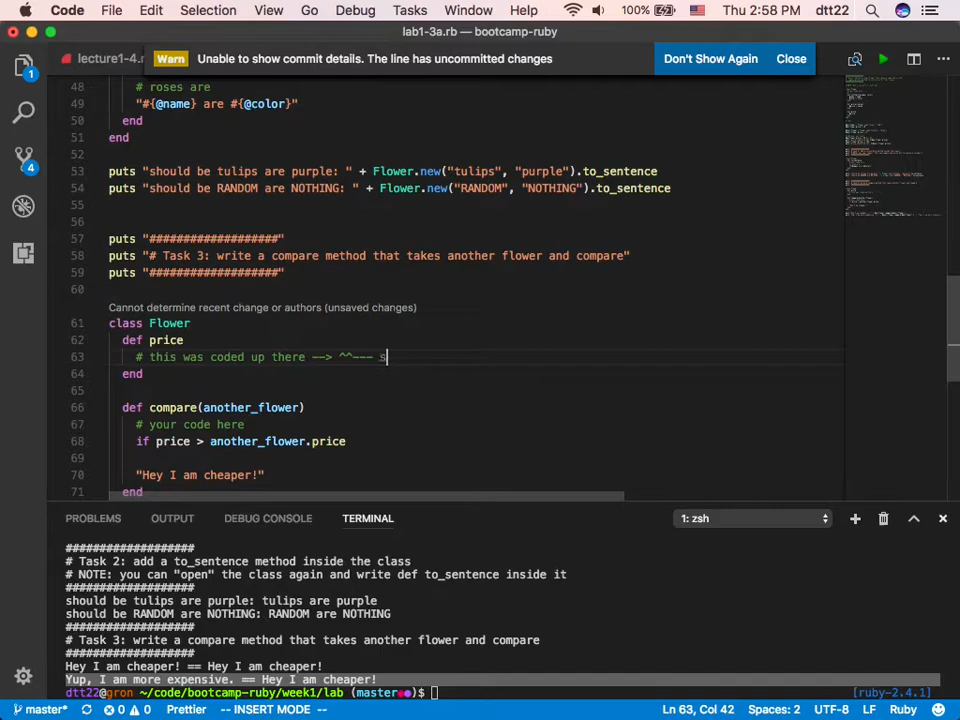 Code File Edit Selection View Go Debug Tasks Window Help 100% Thu 2:58 PM dtt22
lab1-3a.rb — bootcamp-ruby
lecture1-4.r
Warn Unable to show commit details. The line has uncommitted changes Don't Show Again Close
1
4
48 # roses are
49 "#{@name} are #{@color}"
50 end
51 end
52
53 puts "should be tulips are purple: " + Flower.new("tulips", "purple").to_sentence
54 puts "should be RANDOM are NOTHING: " + Flower.new("RANDOM", "NOTHING").to_sentence
55
56
57 puts "###################"
58 puts "# Task 3: write a compare method that takes another flower and compare"
59 puts "###################"
60
Cannot determine recent change or authors (unsaved changes)
61 class Flower
62 def price
63 # this was coded up there --> ^^--- s
64 end
65
66 def compare(another_flower)
67 # your code here
68 if price > another_flower.price
69
70 "Hey I am cheaper!"
71 end
PROBLEMS OUTPUT DEBUG CONSOLE TERMINAL 1: zsh
###################
# Task 2: add a to_sentence method inside the class
# NOTE: you can "open" the class again and write def to_sentence inside it
###################
should be tulips are purple: tulips are purple
should be RANDOM are NOTHING: RANDOM are NOTHING
###################
# Task 3: write a compare method that takes another flower and compare
###################
Hey I am cheaper! == Hey I am cheaper!
Yup, I am more expensive. == Hey I am cheaper!
dtt22@gron ~/code/bootcamp-ruby/week1/lab (master●●)$ [ruby-2.4.1]
master* 0 0 Prettier -- INSERT MODE -- Ln 63, Col 42 Spaces: 2 UTF-8 LF Ruby